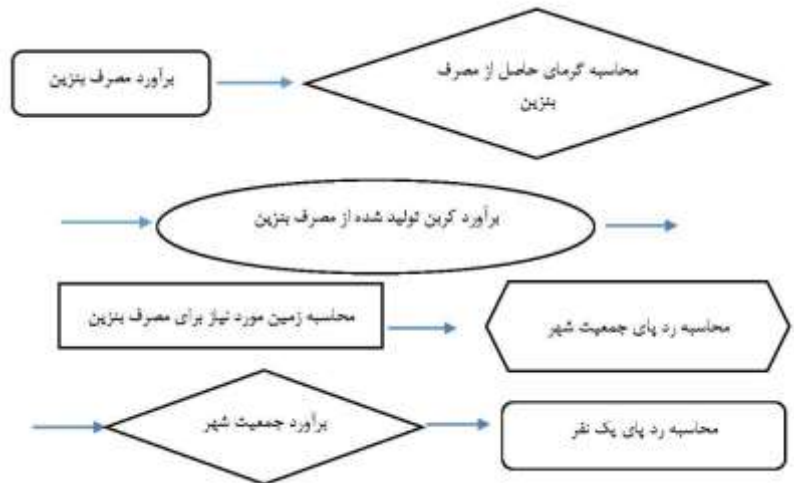 برآورد مصرف بنزین
محاسبه گرمای حاصل از مصرف
بنزین
برآورد کربن تولید شده از مصرف بنزین
محاسبه زمین مورد نیاز برای مصرف بنزین
محاسبه رد پای جمعیت شهر
برآورد جمعیت شهر
محاسبه رد پای یک نفر